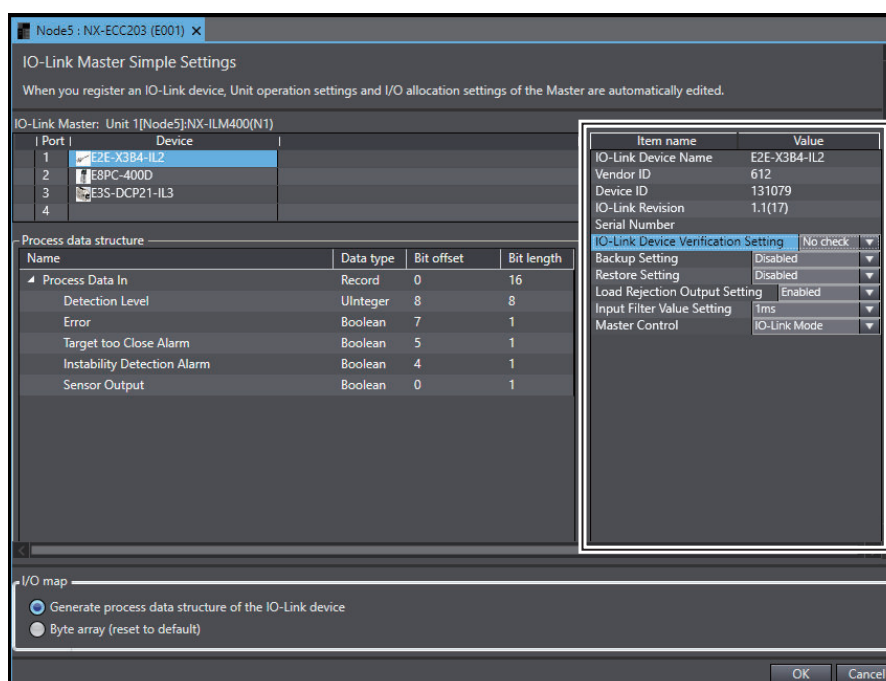 Node5 : NX-ECC203 (E001) ×
IO-Link Master Simple Settings
When you register an IO-Link device, Unit operation settings and I/O allocation settings of the Master are automatically edited.
IO-Link Master: Unit 1[Node5]:NX-ILM400(N1)
Port Device
1 E2E-X3B4-IL2
2 E8PC-400D
3 E3S-DCP21-IL3
4
Process data structure
Name Data type Bit offset Bit length
Process Data In Record 0 16
Detection Level UInteger 8 8
Error Boolean 7 1
Target too Close Alarm Boolean 5 1
Instability Detection Alarm Boolean 4 1
Sensor Output Boolean 0 1
Item name Value
IO-Link Device Name E2E-X3B4-IL2
Vendor ID 612
Device ID 131079
IO-Link Revision 1.1(17)
Serial Number
IO-Link Device Verification Setting No check
Backup Setting Disabled
Restore Setting Disabled
Load Rejection Output Setting Enabled
Input Filter Value Setting 1ms
Master Control IO-Link Mode
I/O map
Generate process data structure of the IO-Link device
Byte array (reset to default)
OK Cancel